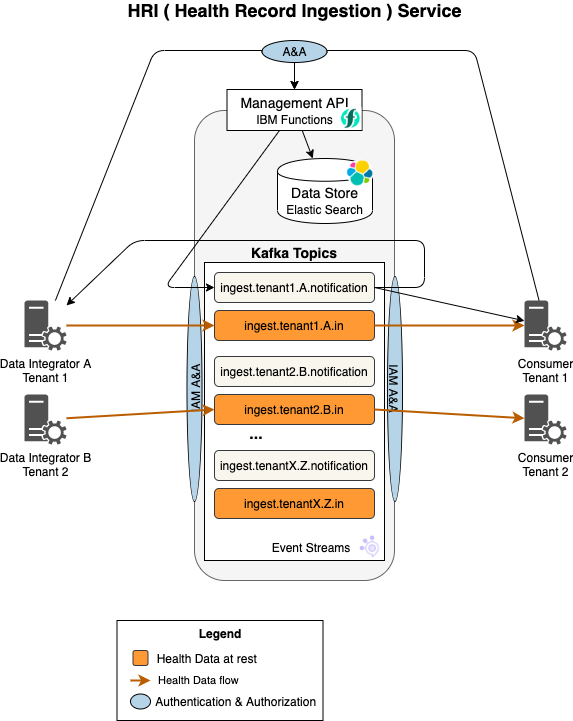 HRI ( Health Record Ingestion ) Service
A&A
Management API
IBM Functions
Data Store
Elastic Search
Kafka Topics
ingest.tenant1.A.notification
ingest.tenant1.A.in
Data Integrator A
Tenant 1
Consumer
Tenant 1
ingest.tenant2.B.notification
AM A&A
IAM A&A
ingest.tenant2.B.in
...
Data Integrator B
Tenant 2
Consumer
Tenant 2
ingest.tenantX.Z.notification
ingest.tenantX.Z.in
Event Streams
Legend
Health Data at rest
Health Data flow
Authentication & Authorization